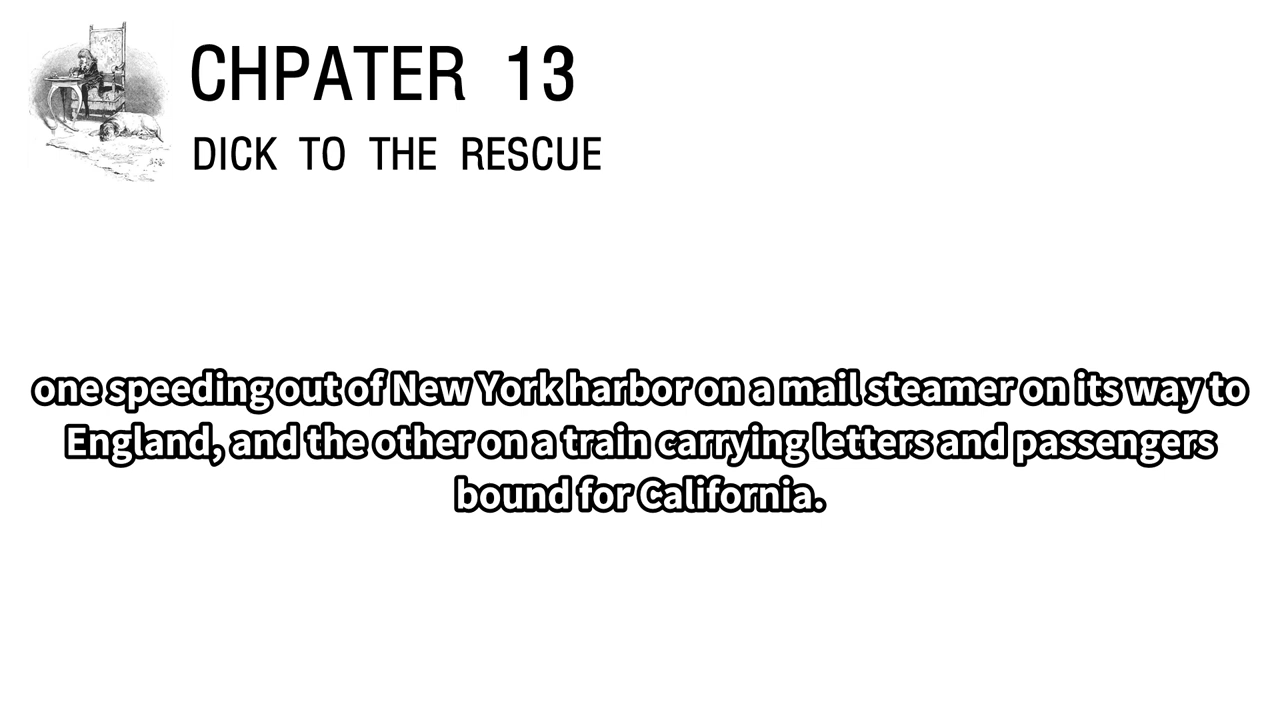 CHPATER 13
DICK TO THE RESCUE
one speeding out of New York harbor on a mail steamer on its way to
England, and the other on a train carrying letters and passengers
bound for California.